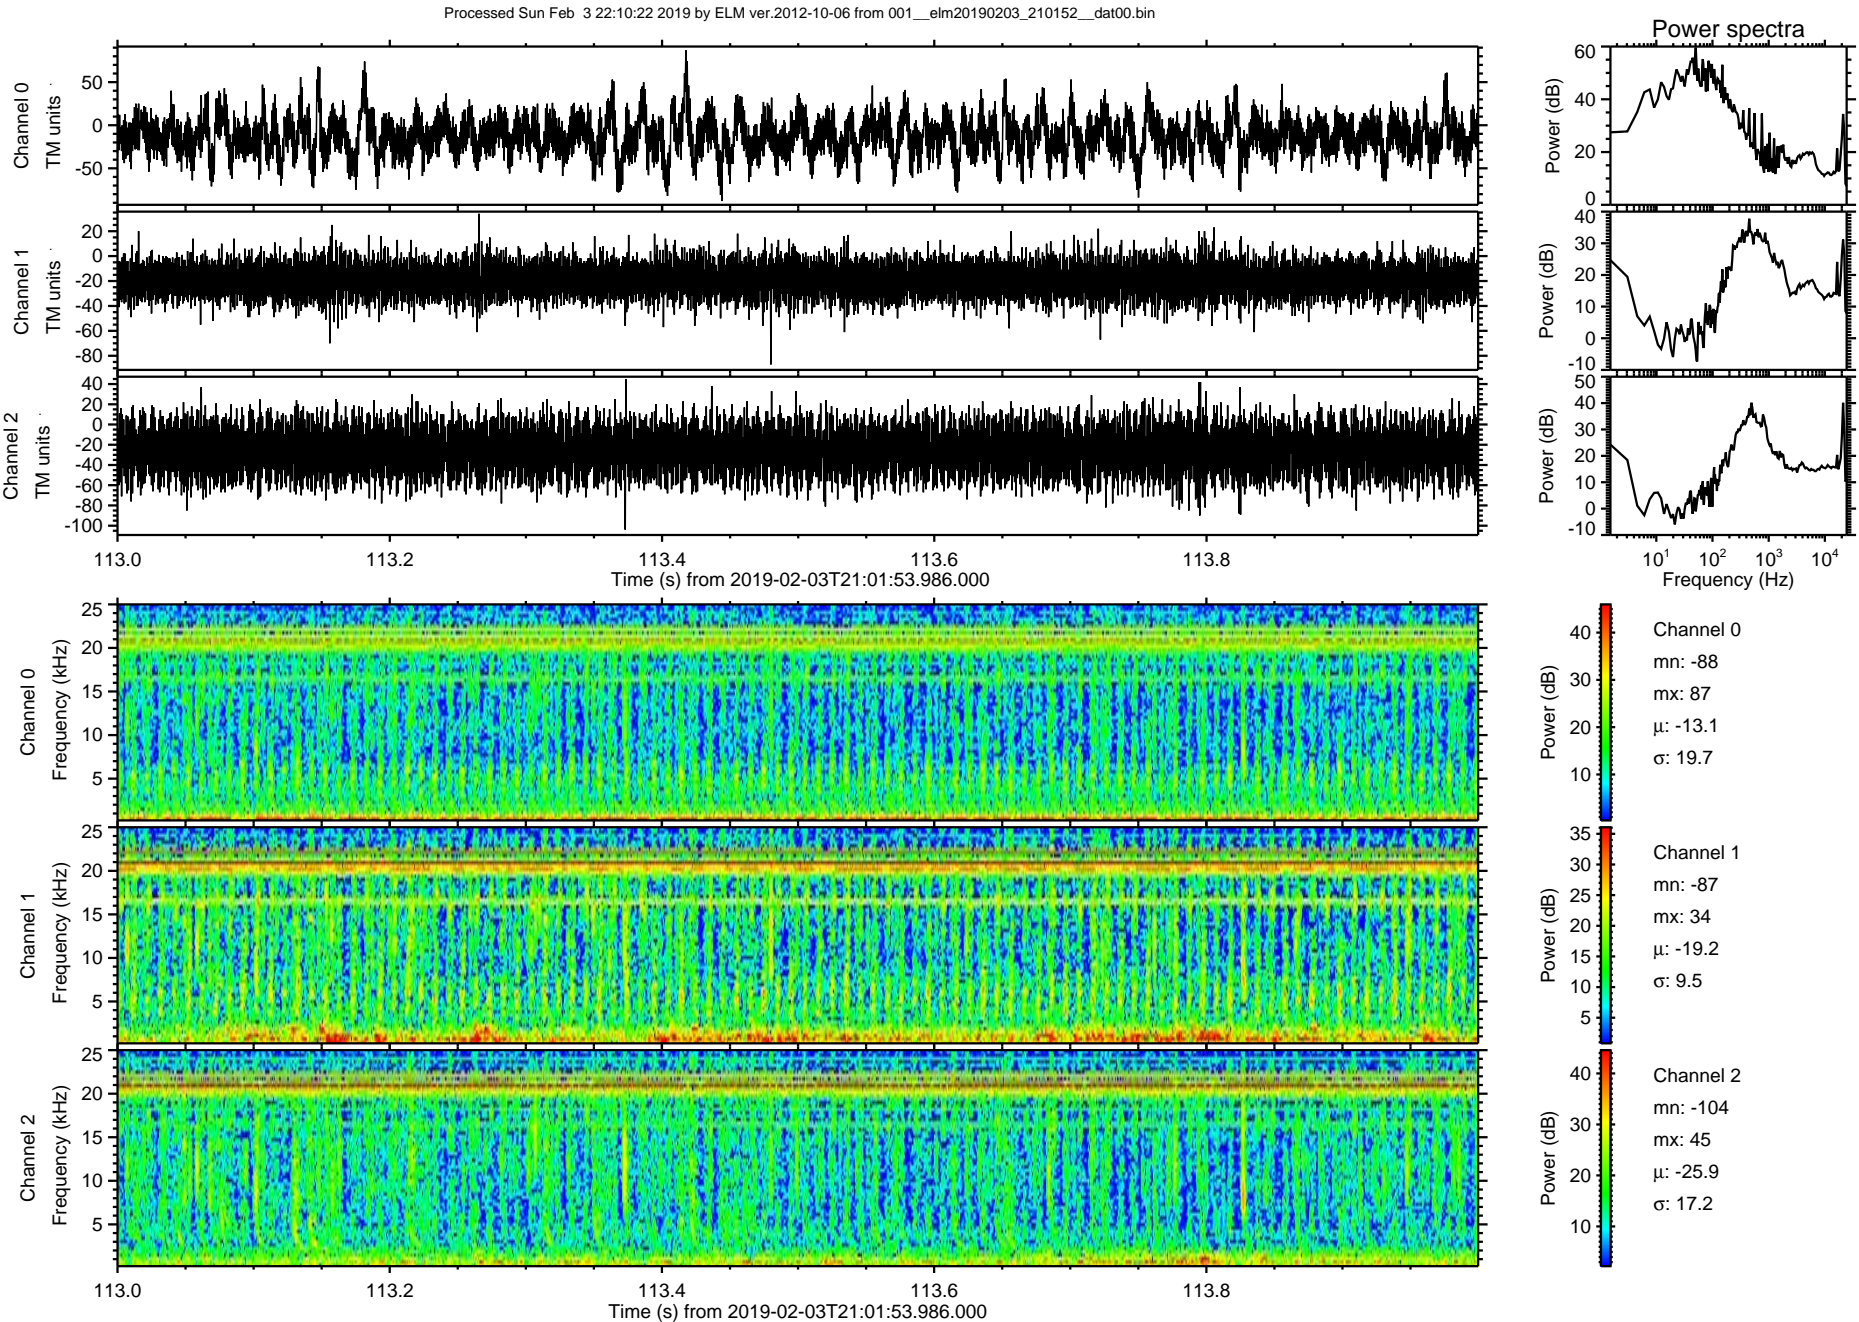 Processed Sun Feb  3 22:10:22 2019 by ELM ver.2012-10-06 from 001__elm20190203_210152__dat00.bin
Power spectra
Channel 0
TM units
50
0
-50
Power (dB)
60
40
20
0
Channel 1
TM units
20
0
-20
-40
-60
-80
Power (dB)
40
30
20
10
0
-10
Channel 2
TM units
40
20
0
-20
-40
-60
-80
-100
Power (dB)
50
40
30
20
10
0
-10
113.0 113.2 113.4 113.6 113.8
Time (s) from 2019-02-03T21:01:53.986.000
10^1 10^2 10^3 10^4
Frequency (Hz)
Channel 0
Frequency (kHz)
25
20
15
10
5
Power (dB)
40
30
20
10
Channel 0
mn: -88
mx: 87
μ: -13.1
σ: 19.7
Channel 1
Frequency (kHz)
25
20
15
10
5
Power (dB)
35
30
25
20
15
10
5
Channel 1
mn: -87
mx: 34
μ: -19.2
σ: 9.5
Channel 2
Frequency (kHz)
25
20
15
10
5
Power (dB)
40
30
20
10
Channel 2
mn: -104
mx: 45
μ: -25.9
σ: 17.2
113.0 113.2 113.4 113.6 113.8
Time (s) from 2019-02-03T21:01:53.986.000